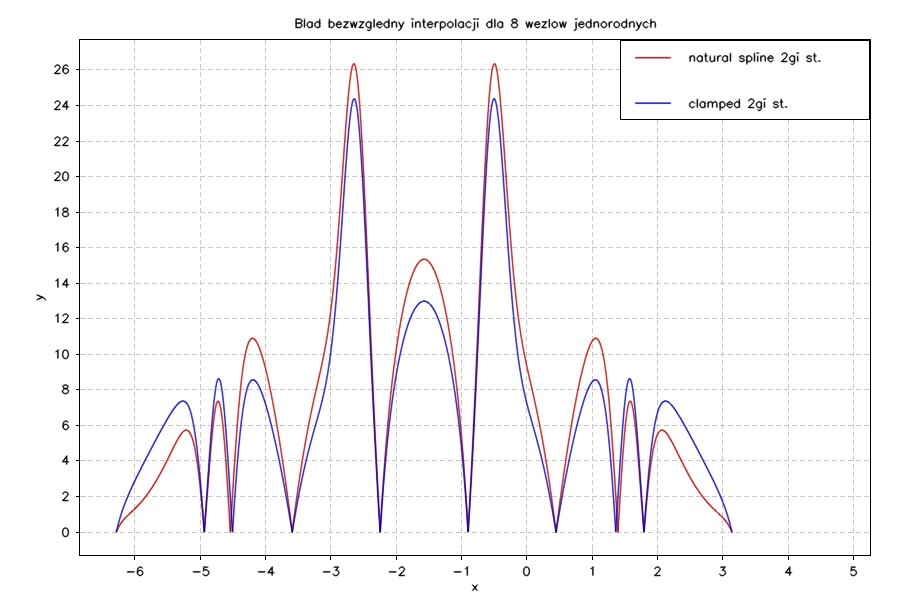 Blad bezwzgledny interpolacji dla 8 wezlow jednorodnych
natural spline 2gi st.
clamped 2gi st.
26
24
22
20
18
16
14
12
10
8
6
4
2
0
y
−6 −5 −4 −3 −2 −1 0 1 2 3 4 5
x